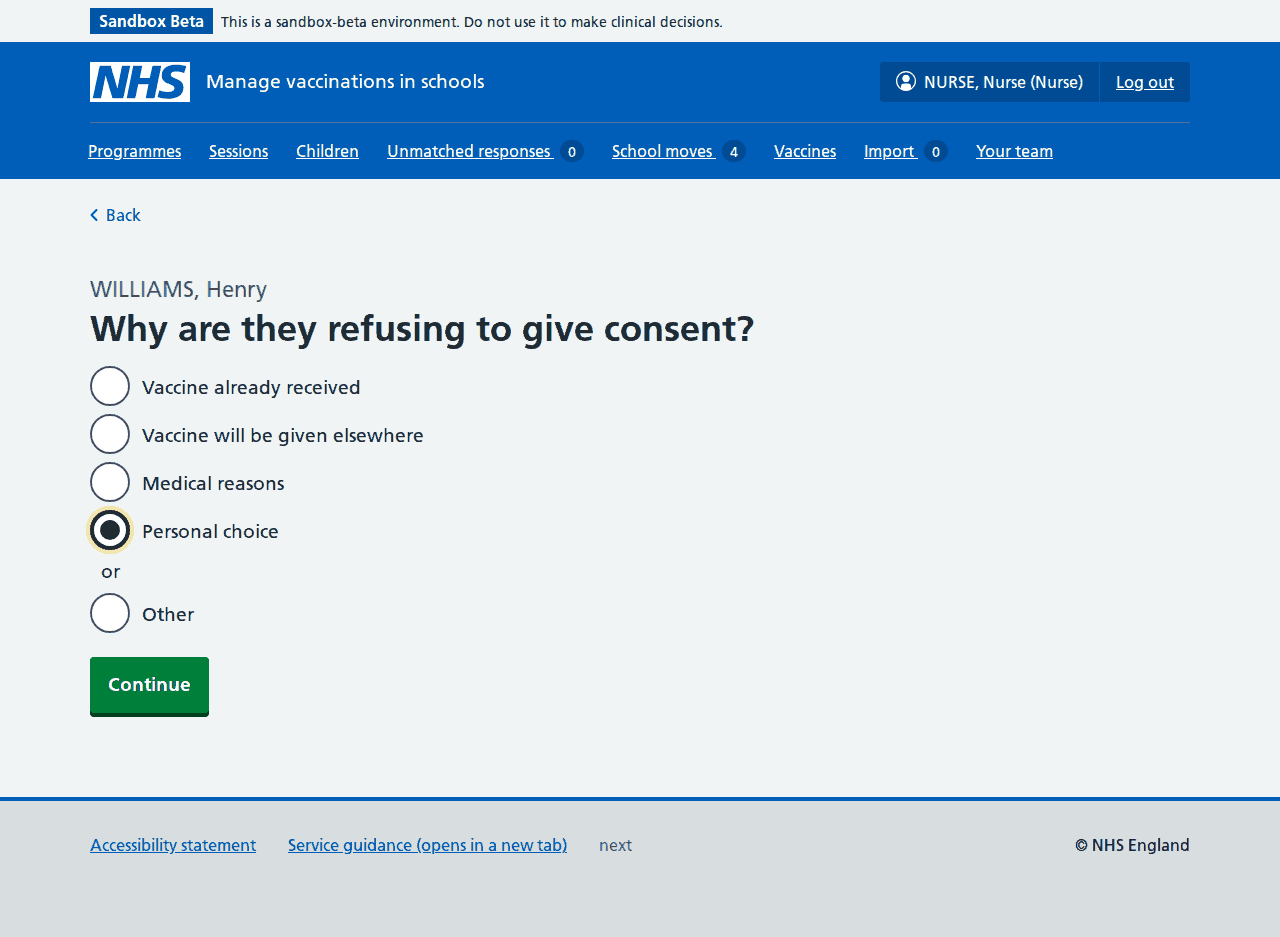 Sandbox Beta This is a sandbox-beta environment. Do not use it to make clinical decisions.
NHS Manage vaccinations in schools NURSE, Nurse (Nurse) Log out
Programmes Sessions Children Unmatched responses 0 School moves 4 Vaccines Import 0 Your team
Back
WILLIAMS, Henry
Why are they refusing to give consent?
Vaccine already received
Vaccine will be given elsewhere
Medical reasons
Personal choice
or
Other
Continue
Accessibility statement Service guidance (opens in a new tab) next © NHS England